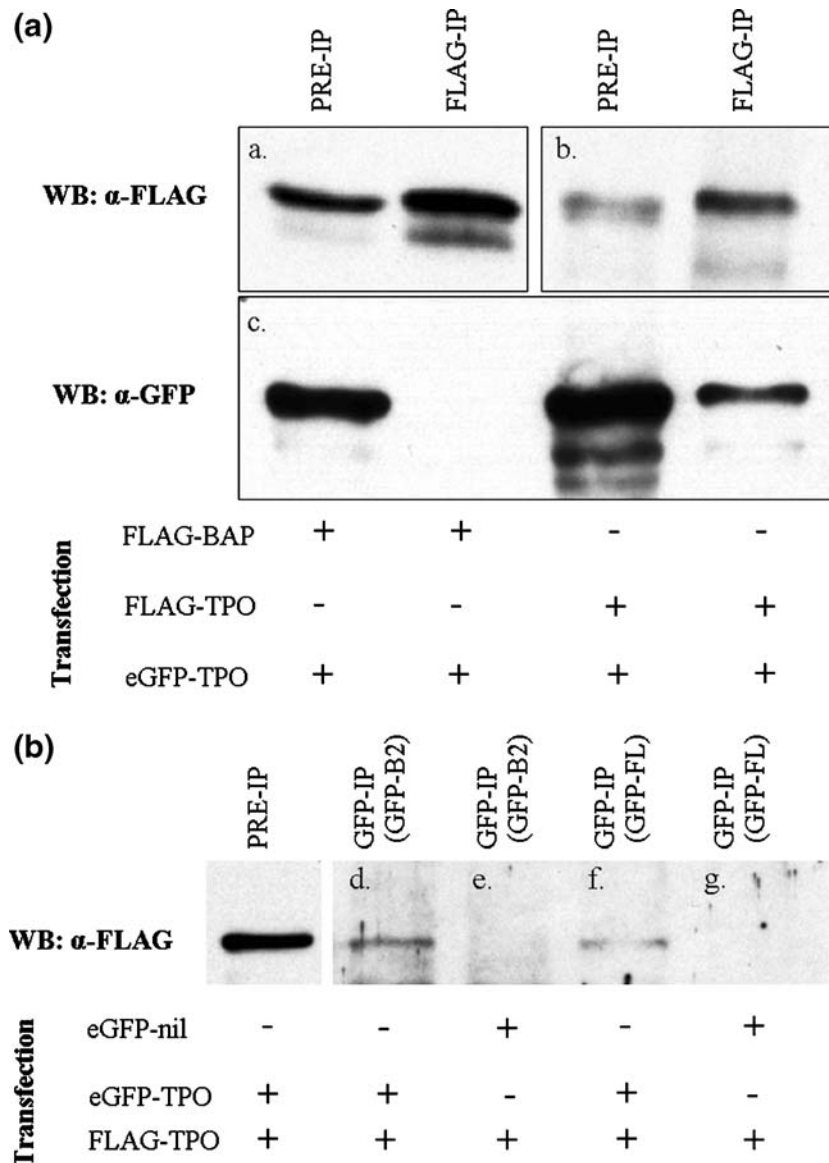 (a)
PRE-IP FLAG-IP PRE-IP FLAG-IP
a. b.
WB: α-FLAG
c.
WB: α-GFP
Transfection
FLAG-BAP + + - -
FLAG-TPO - - + +
eGFP-TPO + + + +
(b)
PRE-IP GFP-IP (GFP-B2) GFP-IP (GFP-B2) GFP-IP (GFP-FL) GFP-IP (GFP-FL)
d. e. f. g.
WB: α-FLAG
Transfection
eGFP-nil - - + - +
eGFP-TPO + + - + -
FLAG-TPO + + + + +